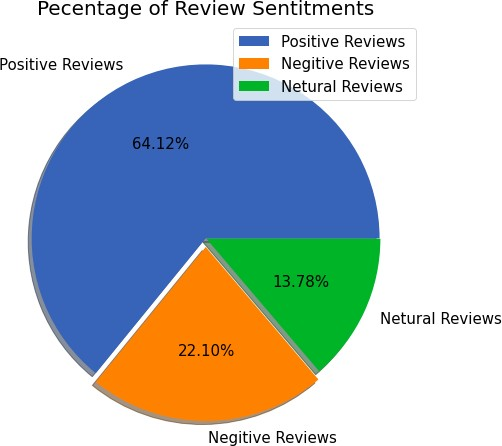 Pecentage of Review Sentitments
Positive Reviews
Negitive Reviews
Netural Reviews
Positive Reviews
64.12%
13.78%
Netural Reviews
22.10%
Negitive Reviews